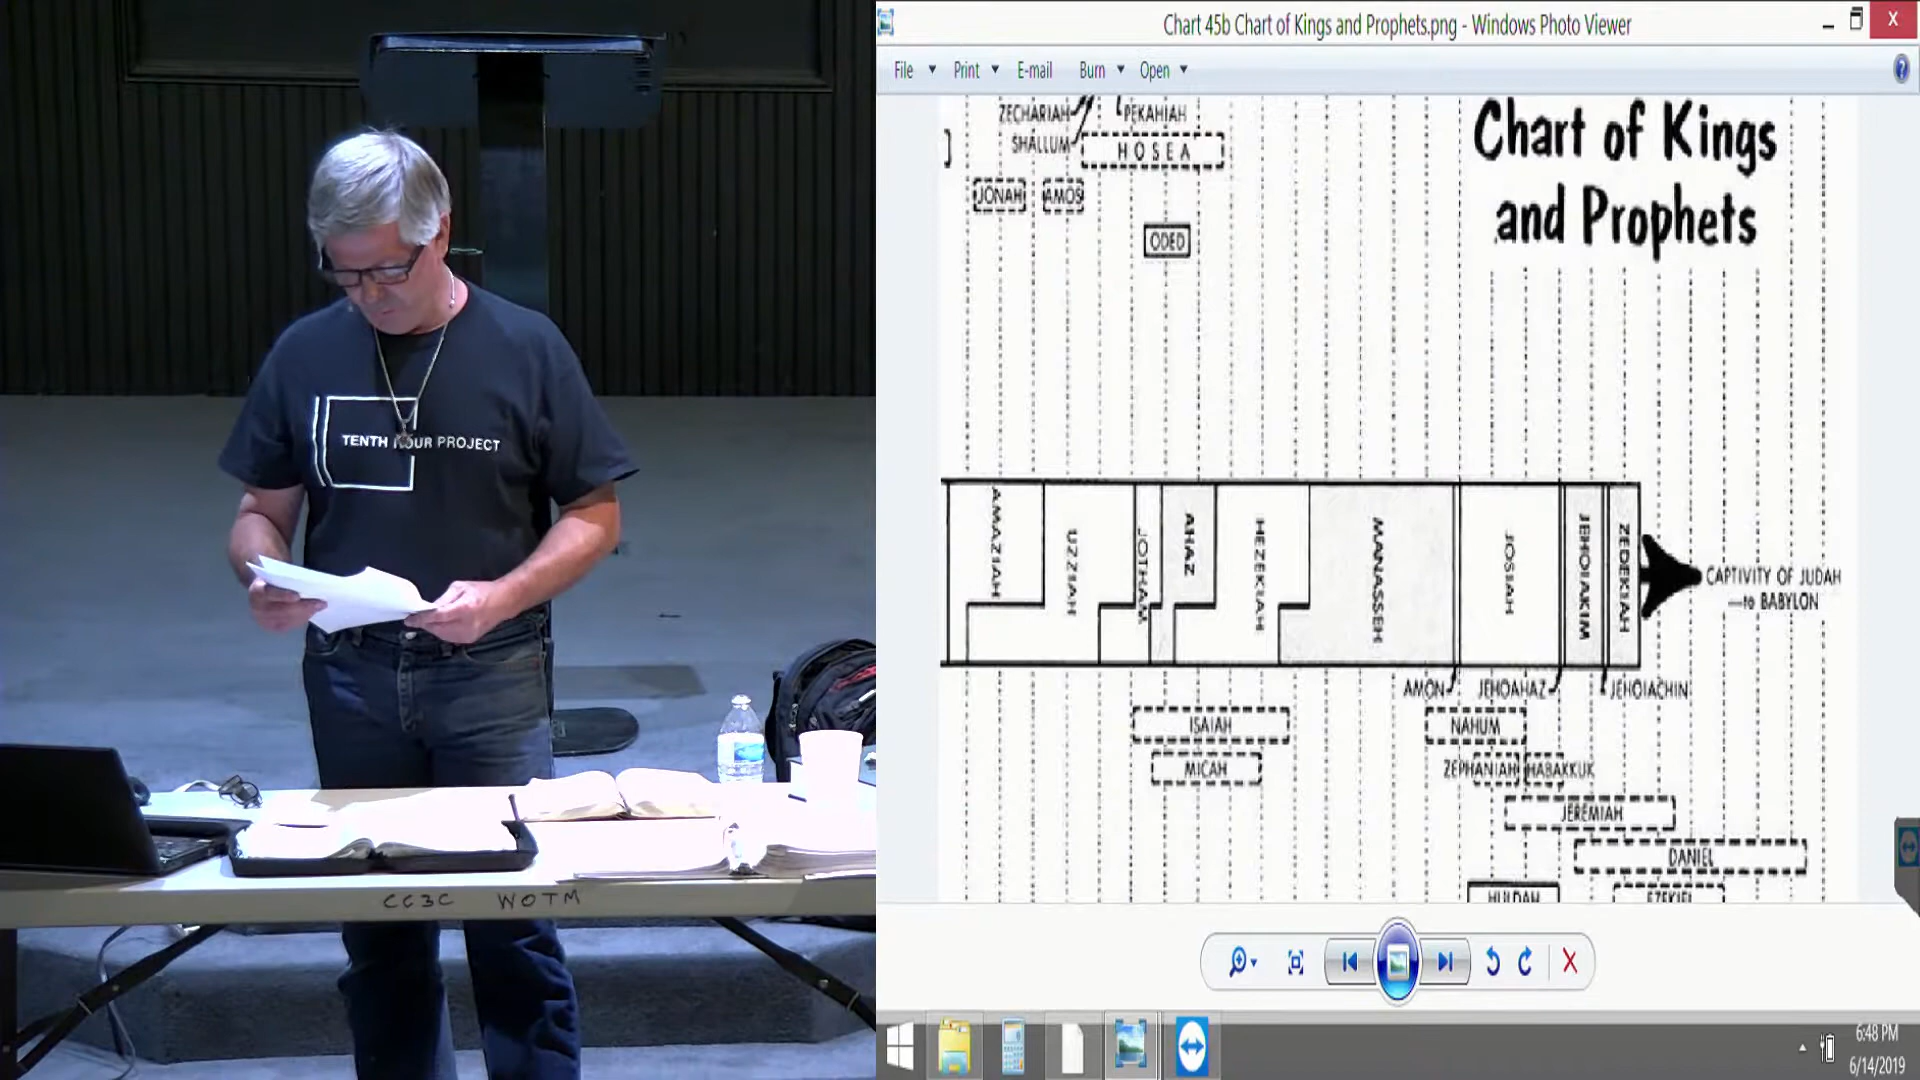 TENTH HOUR PROJECT
CC3C WOTM
Chart 45b Chart of Kings and Prophets.png - Windows Photo Viewer
File Print E-mail Burn Open
ZECHARIAH
PEKAHIAH
SHALLUM
HOSEA
JONAH
AMOS
ODED
Chart of Kings
and Prophets
AMAZIAH
UZZIAH
JOTHAM
AHAZ
HEZEKIAH
MANASSEH
JOSIAH
JEHOIAKIM
ZEDEKIAH
CAPTIVITY OF JUDAH
—to BABYLON
AMON
JEHOAHAZ
JEHOIACHIN
ISAIAH
NAHUM
MICAH
ZEPHANIAH
HABAKKUK
JEREMIAH
DANIEL
HULDAH
EZEKIEL
6:48 PM
6/14/2019